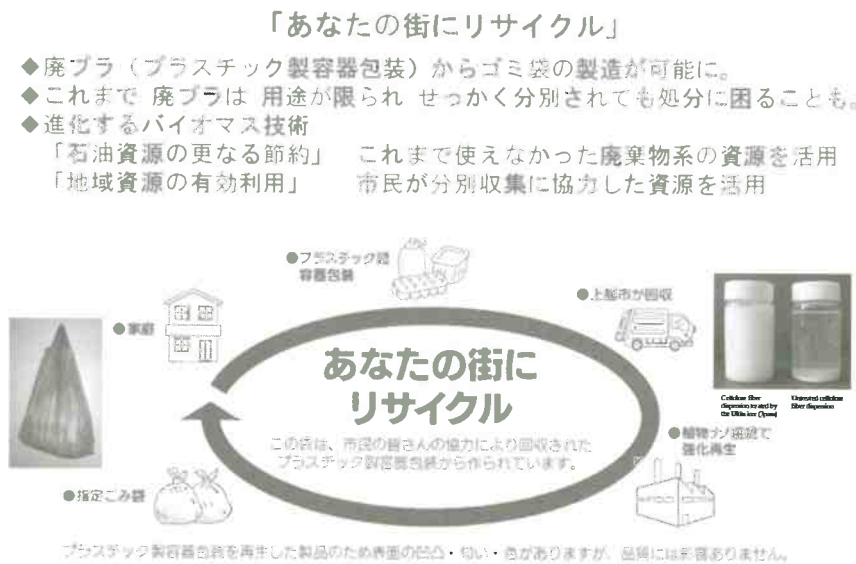 「あなたの街にリサイクル」
◆廃プラ（プラスチック製容器包装）からゴミ袋の製造が可能に。
◆これまで 廃プラは 用途が限られ せっかく分別されても処分に困ることも。
◆進化するバイオマス技術
「石油資源の更なる節約」 これまで使えなかった廃棄物系の資源を活用
「地域資源の有効利用」 市民が分別収集に協力した資源を活用
●プラスチック製
容器包装
●上越市が回収
●家庭
あなたの街に
リサイクル
この袋は、市民の皆さんの協力により回収された
プラスチック製容器包装から作られています。
Cellulose fiber
dispersion treated by
Untreated cellulose
fiber dispersion
●植物ナノ繊維で
強化再生
●指定ごみ袋
プラスチック製容器包装を再生した製品のため表面の凹凸・匂い・色がありますが、品質には影響ありません。